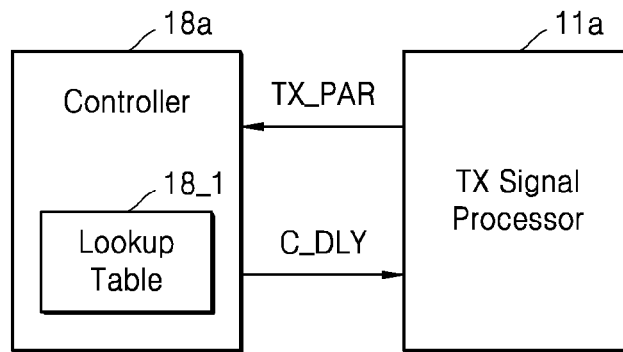 18a
11a
Controller
TX_PAR
TX Signal
Processor
18_1
Lookup
Table
C_DLY